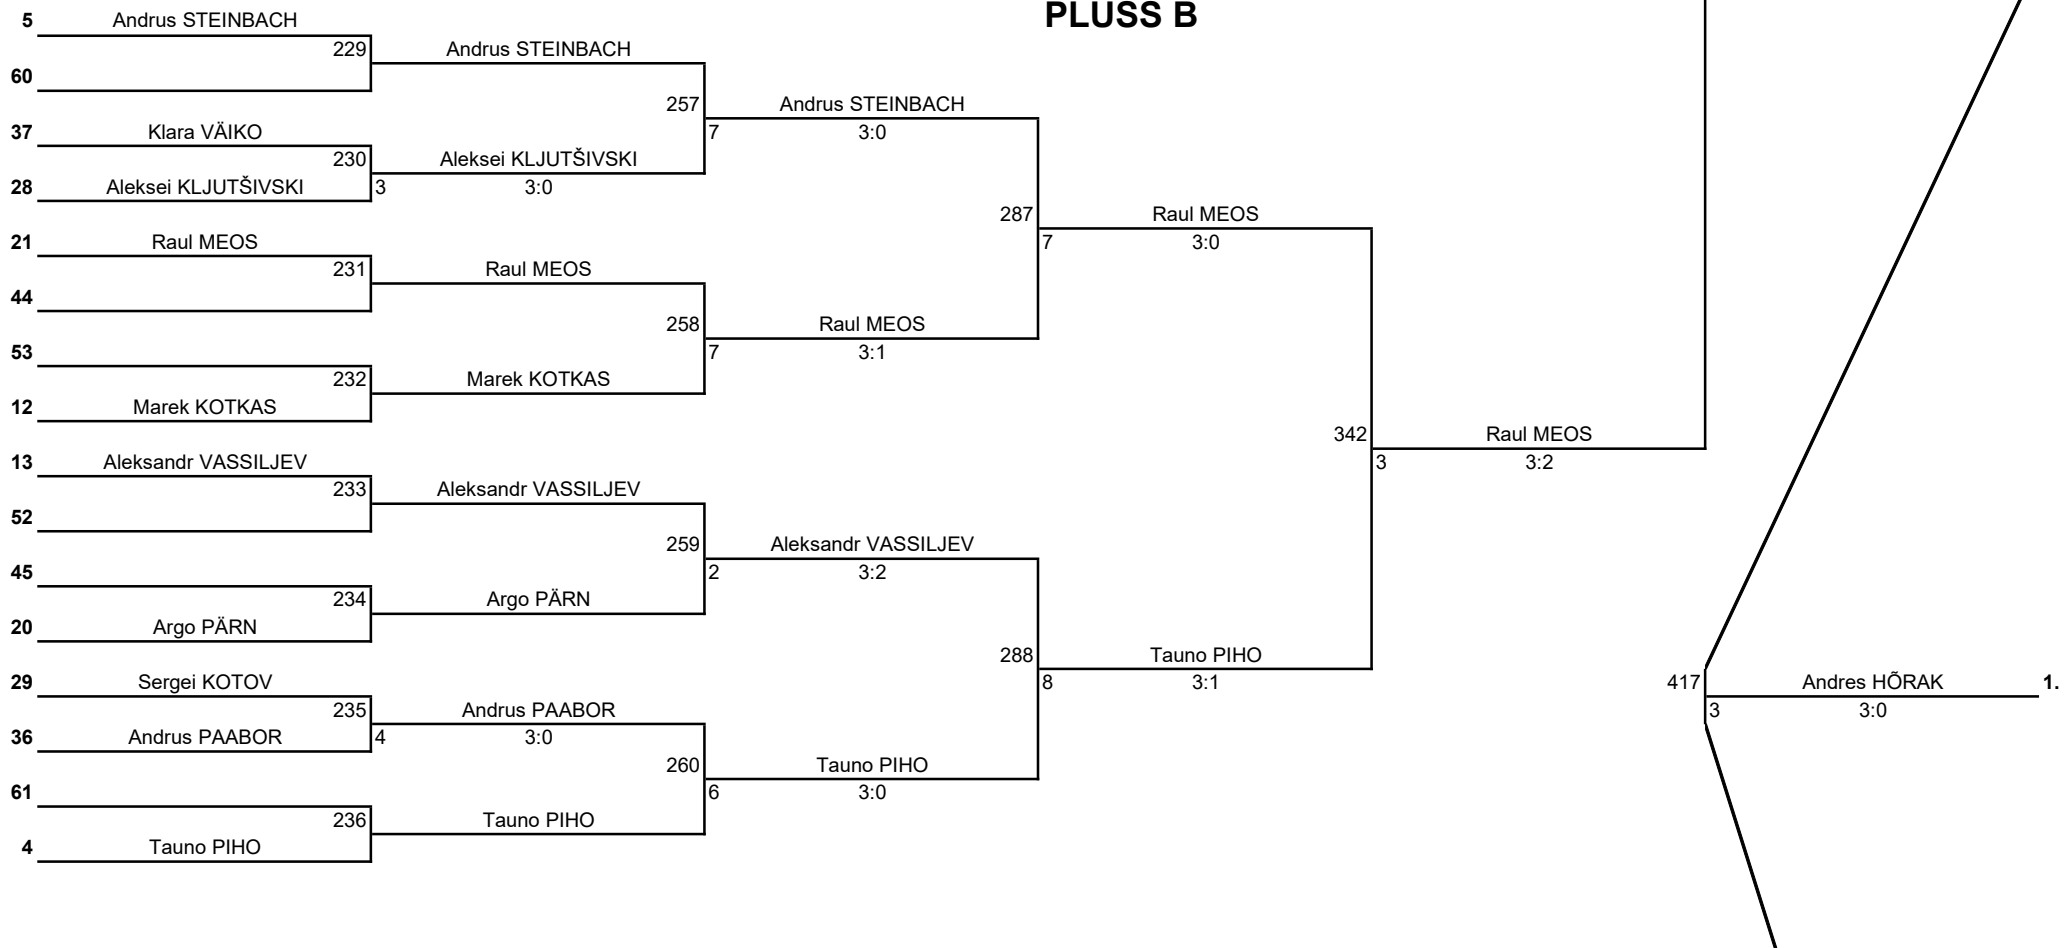 PLUSS B
5 Andrus STEINBACH
229 Andrus STEINBACH
60
257 Andrus STEINBACH
7 3:0
37 Klara VÄIKO
230 Aleksei KLJUTŠIVSKI
28 Aleksei KLJUTŠIVSKI 3 3:0
287 Raul MEOS
7 3:0
21 Raul MEOS
231 Raul MEOS
44
258 Raul MEOS
7 3:1
53
232 Marek KOTKAS
12 Marek KOTKAS
342 Raul MEOS
3 3:2
13 Aleksandr VASSILJEV
233 Aleksandr VASSILJEV
52
259 Aleksandr VASSILJEV
2 3:2
45
234 Argo PÄRN
20 Argo PÄRN
288 Tauno PIHO
8 3:1
29 Sergei KOTOV
417 Andres HÕRAK 1.
3 3:0
235 Andrus PAABOR
36 Andrus PAABOR 4 3:0
260 Tauno PIHO
6 3:0
61
236 Tauno PIHO
4 Tauno PIHO